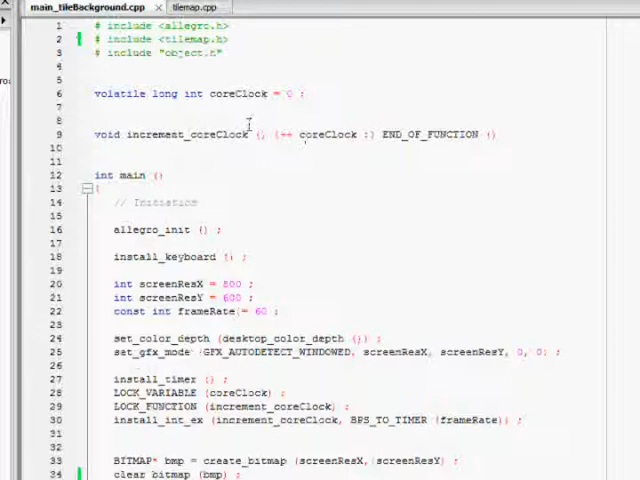 main_tileBackground.cpp × tilemap.cpp
1 # include <allegro.h>
2 # include <tilemap.h>
3 # include "object.h"
4
5
6 volatile long int coreClock = 0 ;
7
8
9 void increment_coreClock () {++ coreClock ;} END_OF_FUNCTION ()
10
11
12 int main ()
13 {
14 // Initiation
15
16 allegro_init () ;
17
18 install_keyboard () ;
19
20 int screenResX = 800 ;
21 int screenResY = 600 ;
22 const int frameRate = 60 ;
23
24 set_color_depth (desktop_color_depth ()) ;
25 set_gfx_mode (GFX_AUTODETECT_WINDOWED, screenResX, screenResY, 0, 0) ;
26
27 install_timer () ;
28 LOCK_VARIABLE (coreClock) ;
29 LOCK_FUNCTION (increment_coreClock) ;
30 install_int_ex (increment_coreClock, BPS_TO_TIMER (frameRate)) ;
31
32
33 BITMAP* bmp = create_bitmap (screenResX, screenResY) ;
34 clear_bitmap (bmp) ;